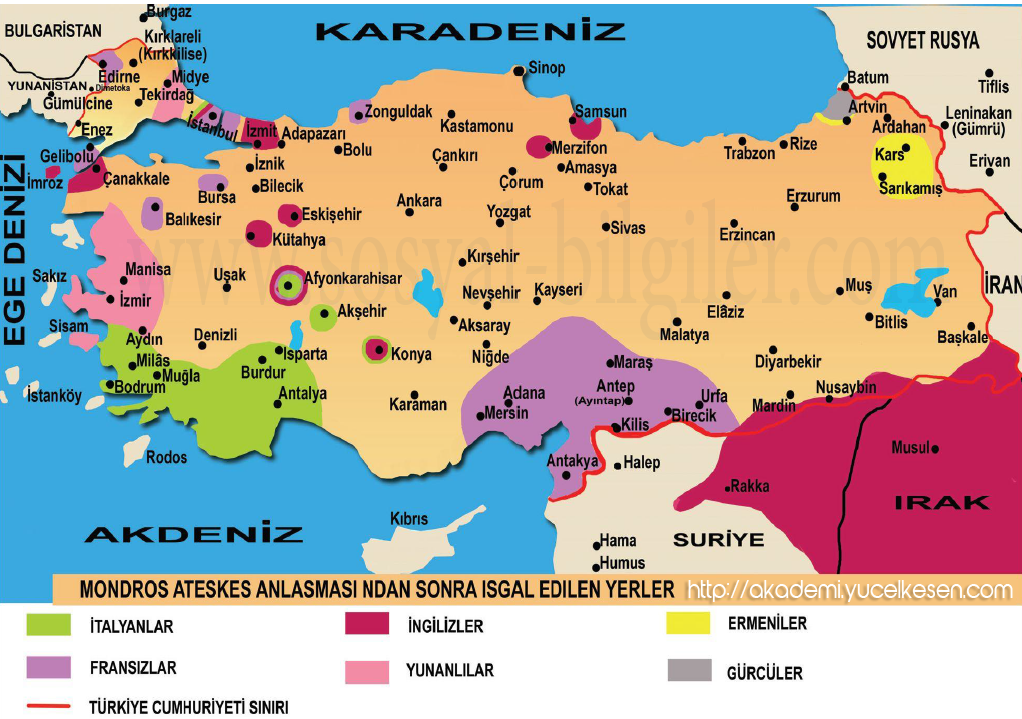 Burgaz
KARADENİZ
BULGARİSTAN
Kırklareli
(Kırkkilise)
SOVYET RUSYA
Sinop
Edirne
Midye
Batum
Tiflis
YUNANİSTAN
Dimetoka
Gümülcine
Tekirdağ
Zonguldak
Samsun
Artvin
Leninakan
(Gümrü)
Enez
İstanbul
İzmit
Adapazarı
Kastamonu
Ardahan
Gelibolu
Bolu
Merzifon
Trabzon
Rize
Kars
Erivan
İmroz
Çanakkale
İznik
Çankırı
Amasya
Bilecik
Çorum
Tokat
Sarıkamış
Bursa
Ankara
Erzurum
EGE DENİZİ
Balıkesir
Eskişehir
Yozgat
Sivas
Erzincan
Kütahya
www.sosyal-bilgiler.com
Kırşehir
Sakız
Manisa
Uşak
Afyonkarahisar
Nevşehir
Kayseri
Elâziz
Muş
Van
İRAN
İzmir
Akşehir
Aksaray
Malatya
Bitlis
Sisam
Aydın
Denizli
Başkale
Milâs
Isparta
Konya
Niğde
Maraş
Diyarbekir
Muğla
Burdur
Bodrum
İstanköy
Antalya
Karaman
Adana
Antep
(Ayıntap)
Urfa
Nusaybin
Mersin
Birecik
Mardin
Kilis
Rodos
Antakya
Halep
Musul
Rakka
IRAK
Kıbrıs
AKDENİZ
Hama
SURİYE
Humus
MONDROS ATESKES ANLASMASI NDAN SONRA ISGAL EDILEN YERLER http://akademi.yucelkesen.com
İTALYANLAR
İNGİLİZLER
ERMENİLER
FRANSIZLAR
YUNANLILAR
GÜRCÜLER
TÜRKİYE CUMHURİYETİ SINIRI